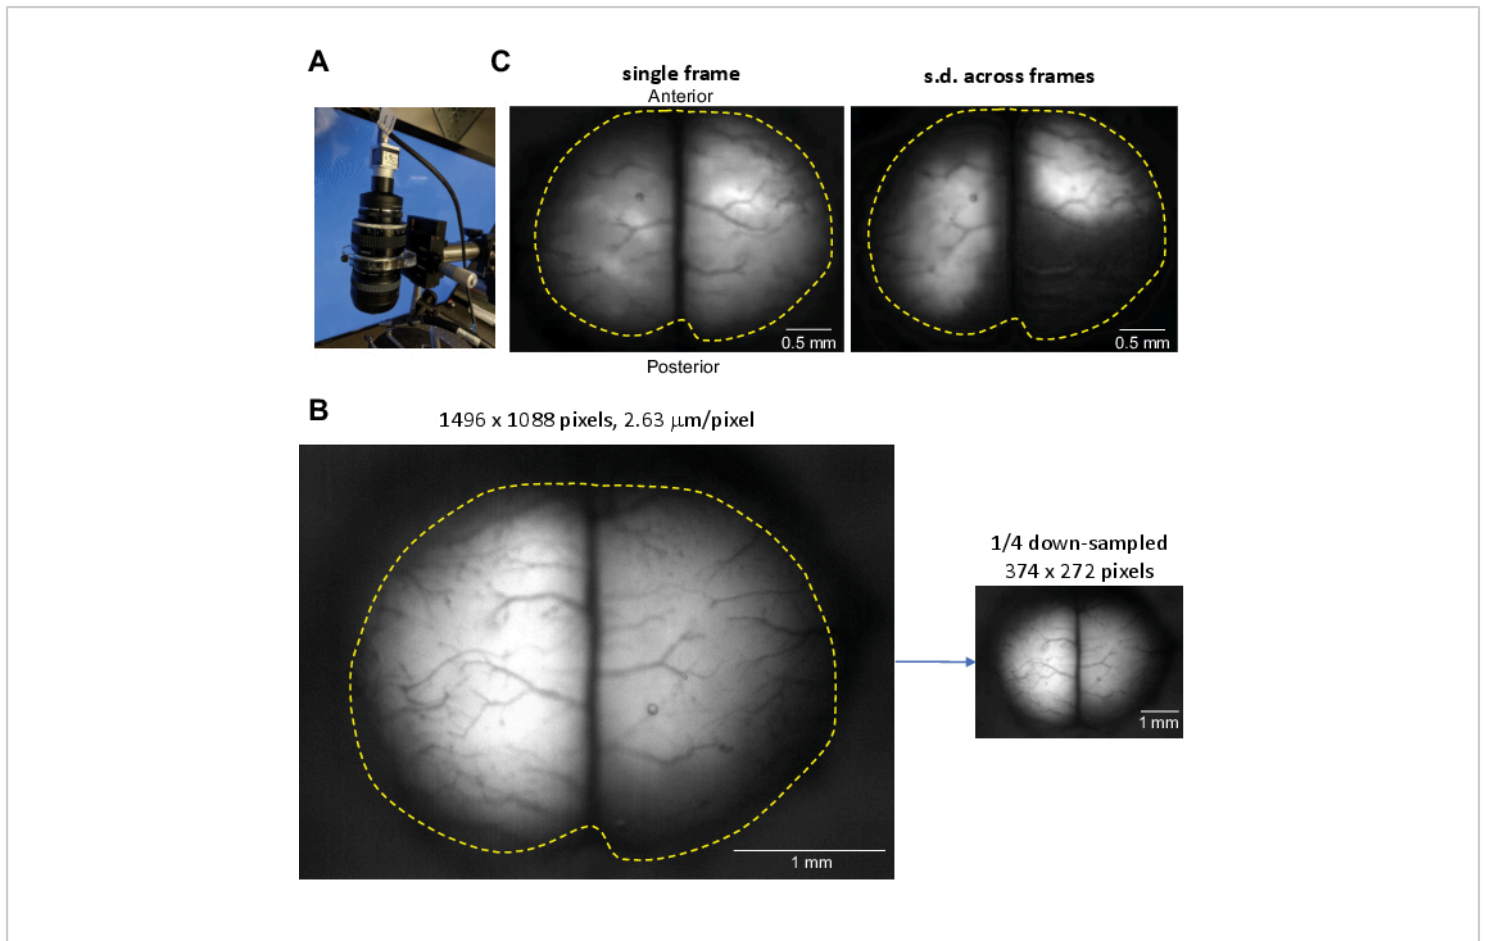 A
C
single frame
Anterior
s.d. across frames
0.5 mm
0.5 mm
Posterior
B
1496 x 1088 pixels, 2.63 μm/pixel
1 mm
1/4 down-sampled
374 x 272 pixels
1 mm